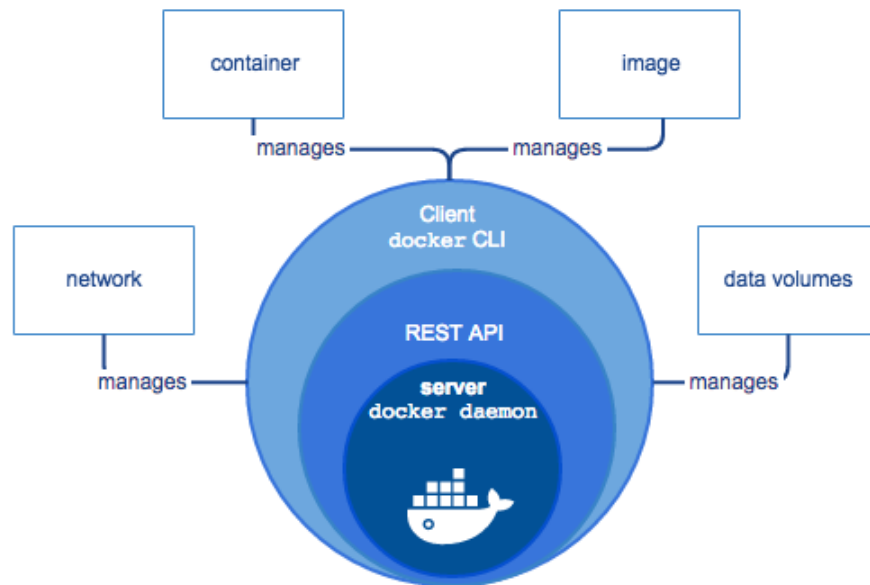 container
image
manages
manages
Client
docker CLI
network
data volumes
REST API
manages
server
manages
docker daemon